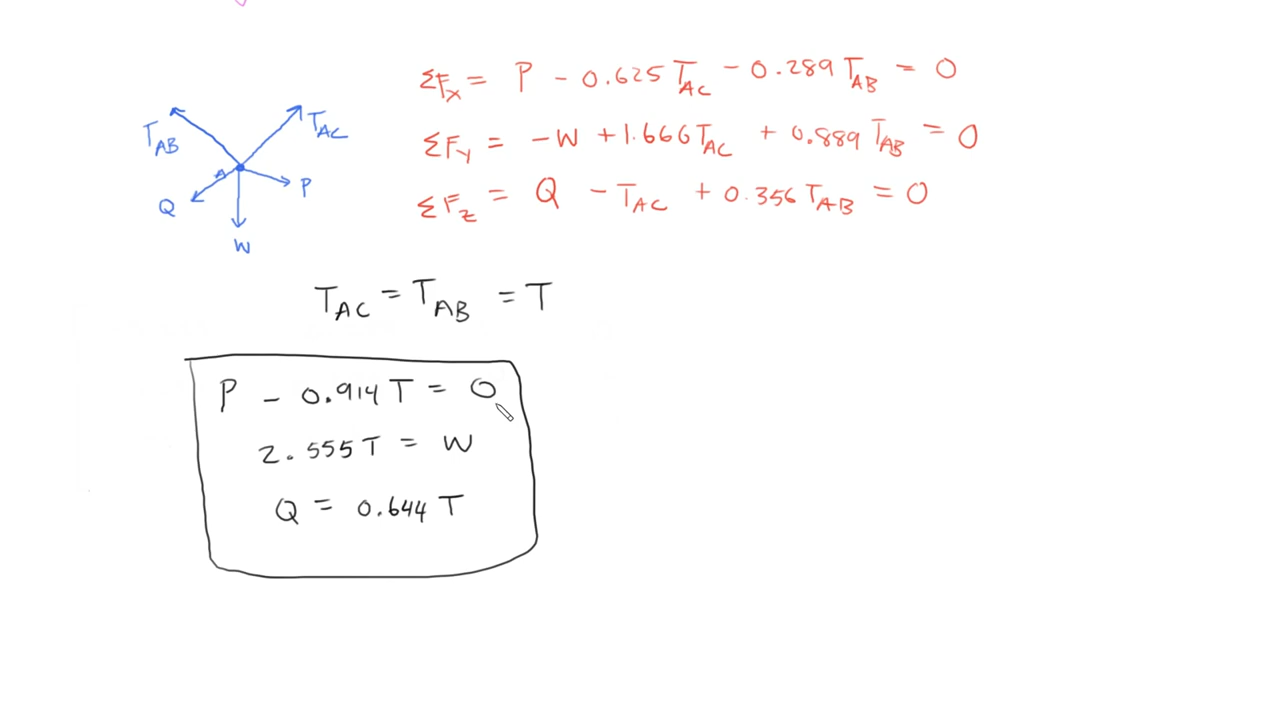 ΣF_x = P - 0.625 T_AC - 0.289 T_AB = 0
ΣF_y = -W + 1.666 T_AC + 0.889 T_AB = 0
ΣF_z = Q - T_AC + 0.356 T_AB = 0
T_AB
T_AC
A
Q
P
W
T_AC = T_AB = T
P - 0.914 T = 0
2.555 T = W
Q = 0.644 T